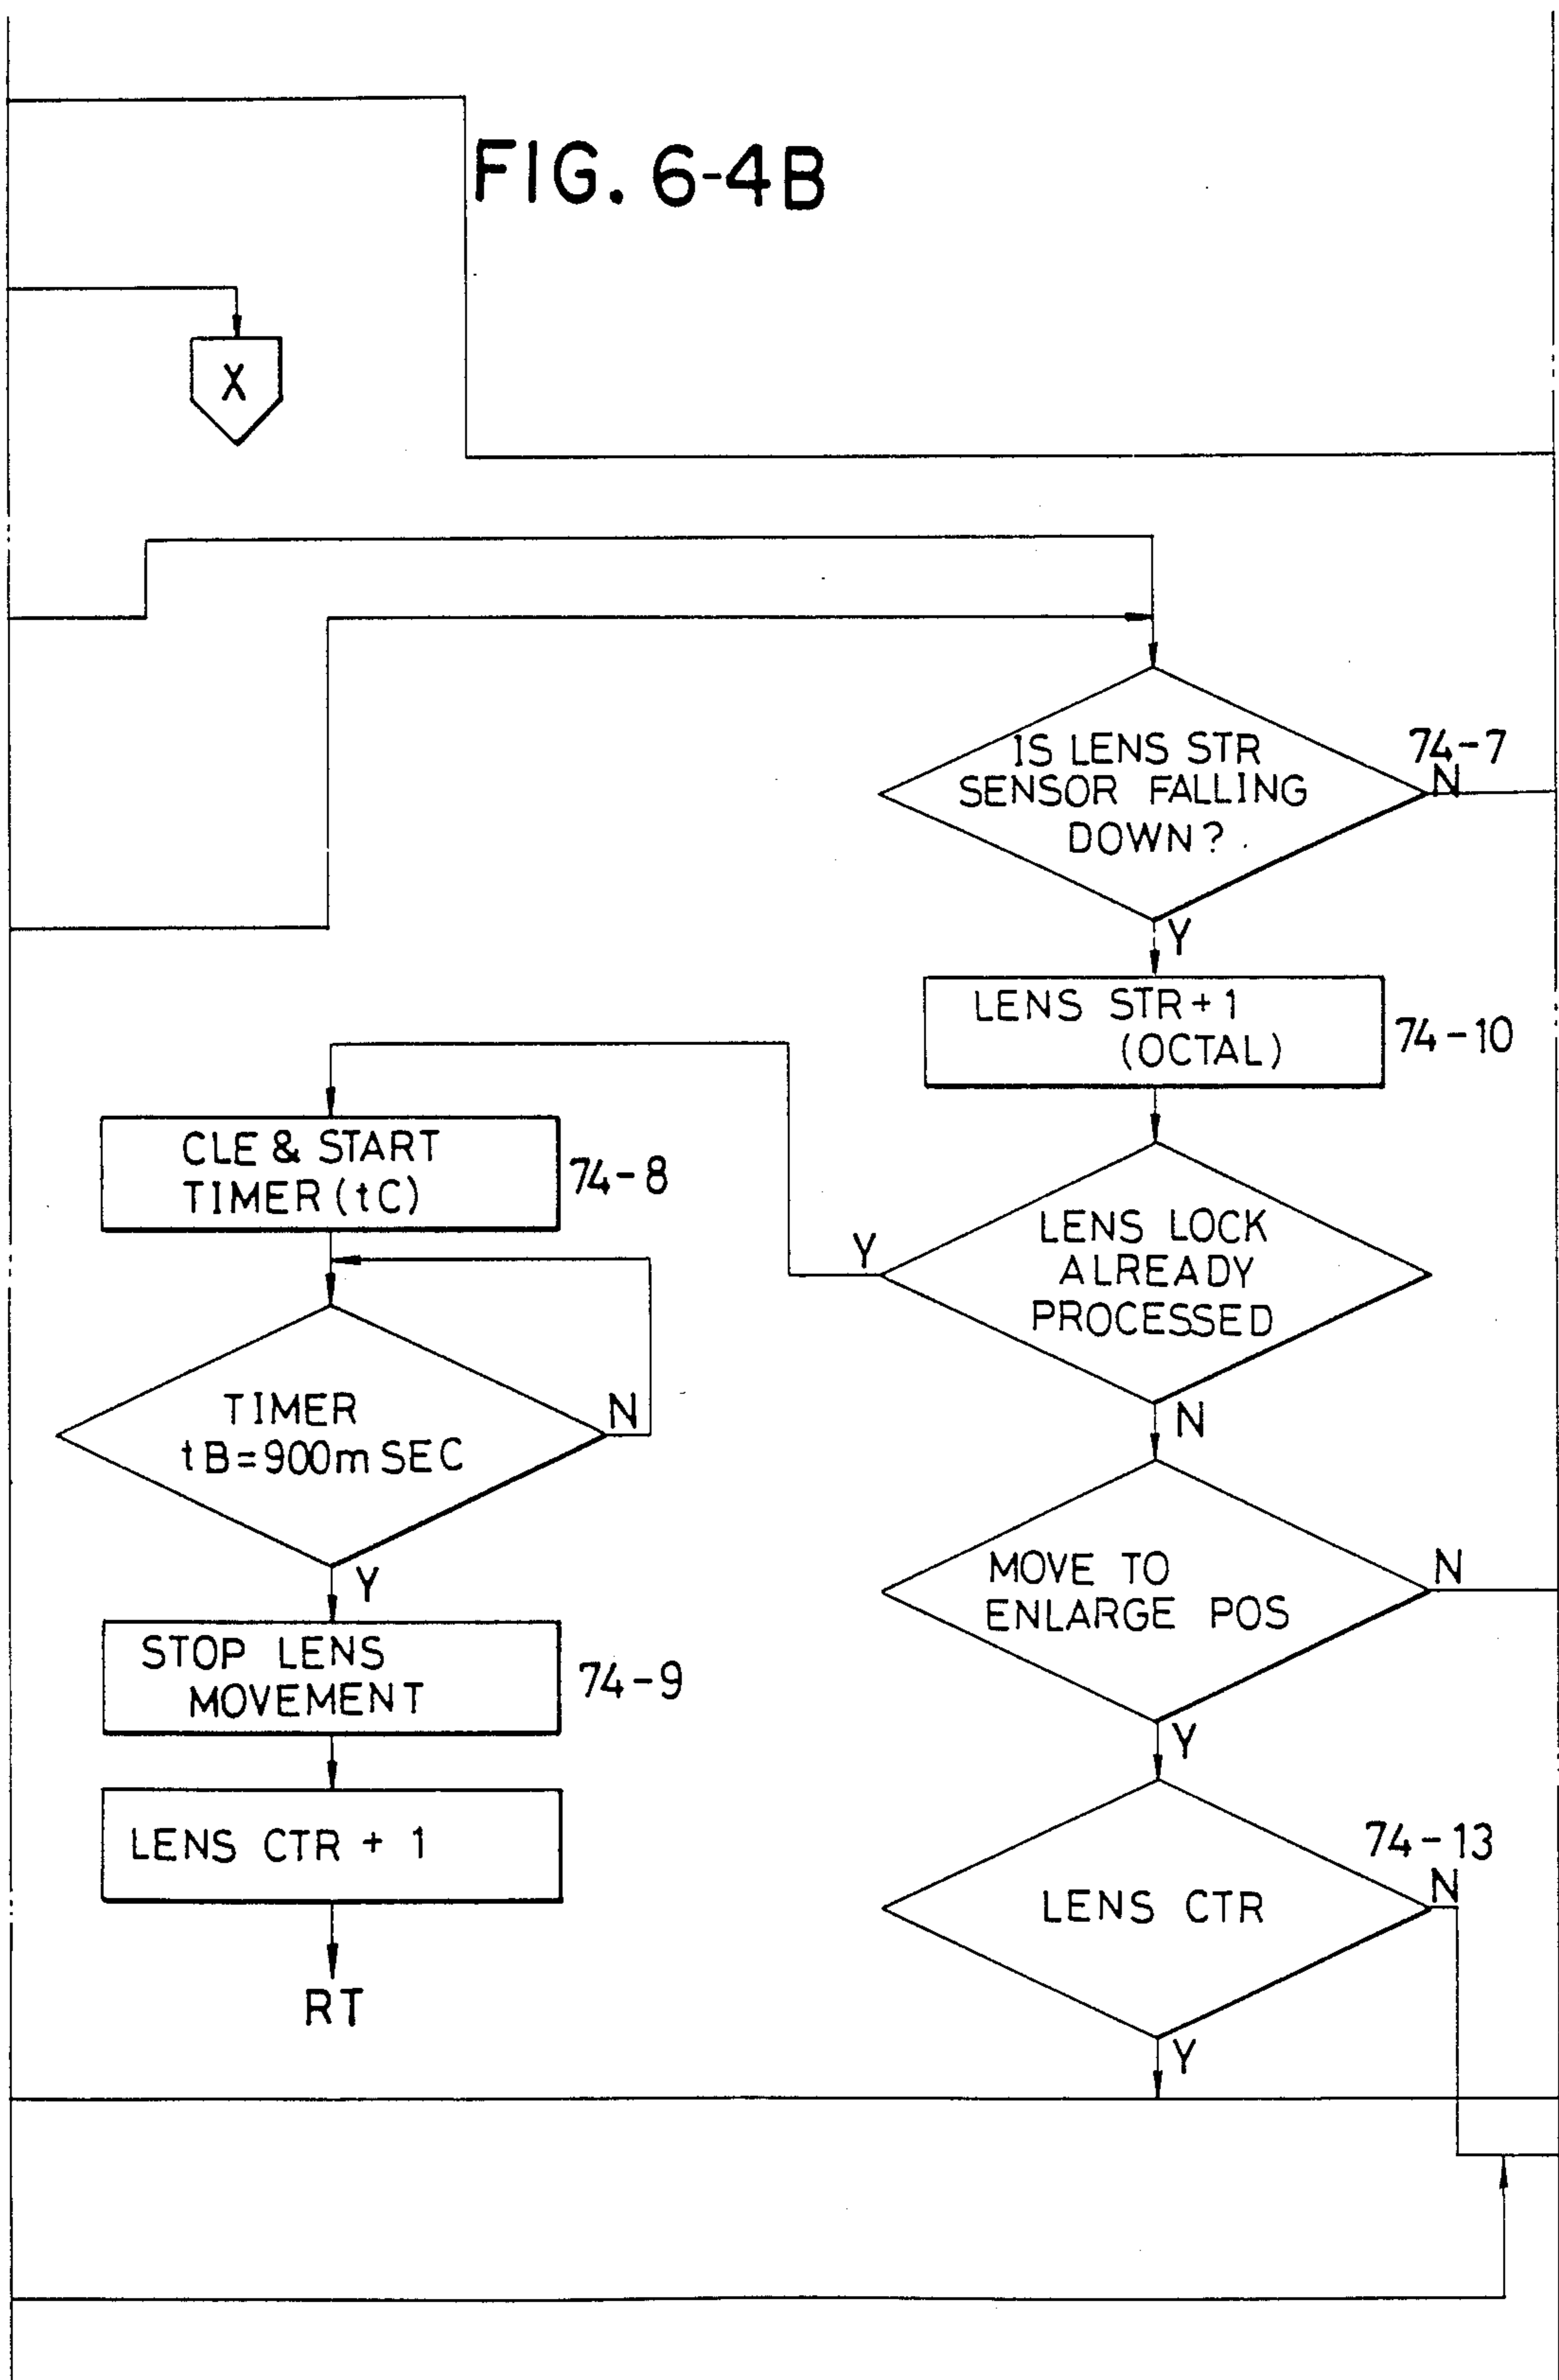 FIG. 6-4B
X
IS LENS STR
SENSOR FALLING
DOWN?
74-7
N
Y
LENS STR+1
(OCTAL)
74-10
LENS LOCK
ALREADY
PROCESSED
Y
N
CLE & START
TIMER (tC)
74-8
TIMER
tB=900mSEC
N
Y
STOP LENS
MOVEMENT
74-9
LENS CTR + 1
RT
MOVE TO
ENLARGE POS
N
Y
LENS CTR
74-13
N
Y